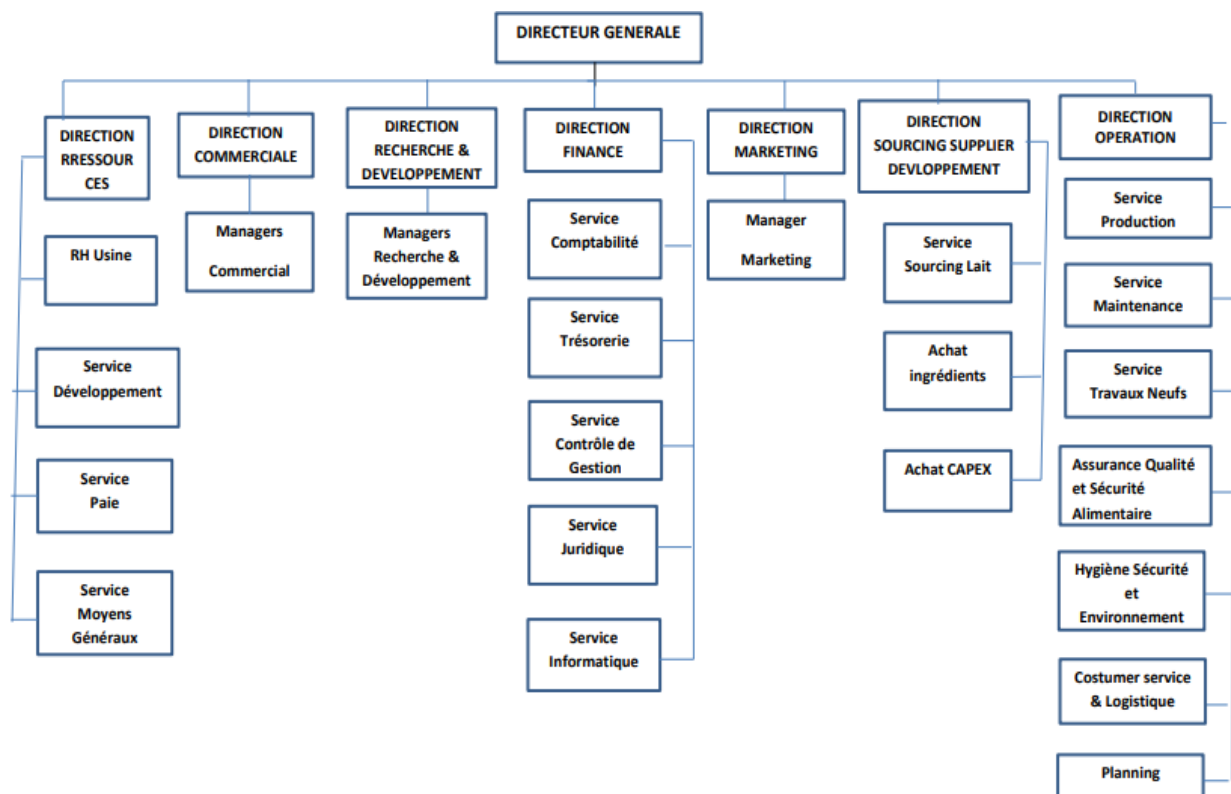 DIRECTEUR GENERALE
DIRECTION
RRESSOUR
CES
RH Usine
Service
Développement
Service
Paie
Service
Moyens
Généraux
DIRECTION
COMMERCIALE
Managers
Commercial
DIRECTION
RECHERCHE &
DEVELOPPEMENT
Managers
Recherche &
Développement
DIRECTION
FINANCE
Service
Comptabilité
Service
Trésorerie
Service
Contrôle de
Gestion
Service
Juridique
Service
Informatique
DIRECTION
MARKETING
Manager
Marketing
DIRECTION
SOURCING SUPPLIER
DEVLOPPEMENT
Service
Sourcing Lait
Achat
ingrédients
Achat CAPEX
DIRECTION
OPERATION
Service
Production
Service
Maintenance
Service
Travaux Neufs
Assurance Qualité
et Sécurité
Alimentaire
Hygiène Sécurité
et
Environnement
Costumer service
& Logistique
Planning